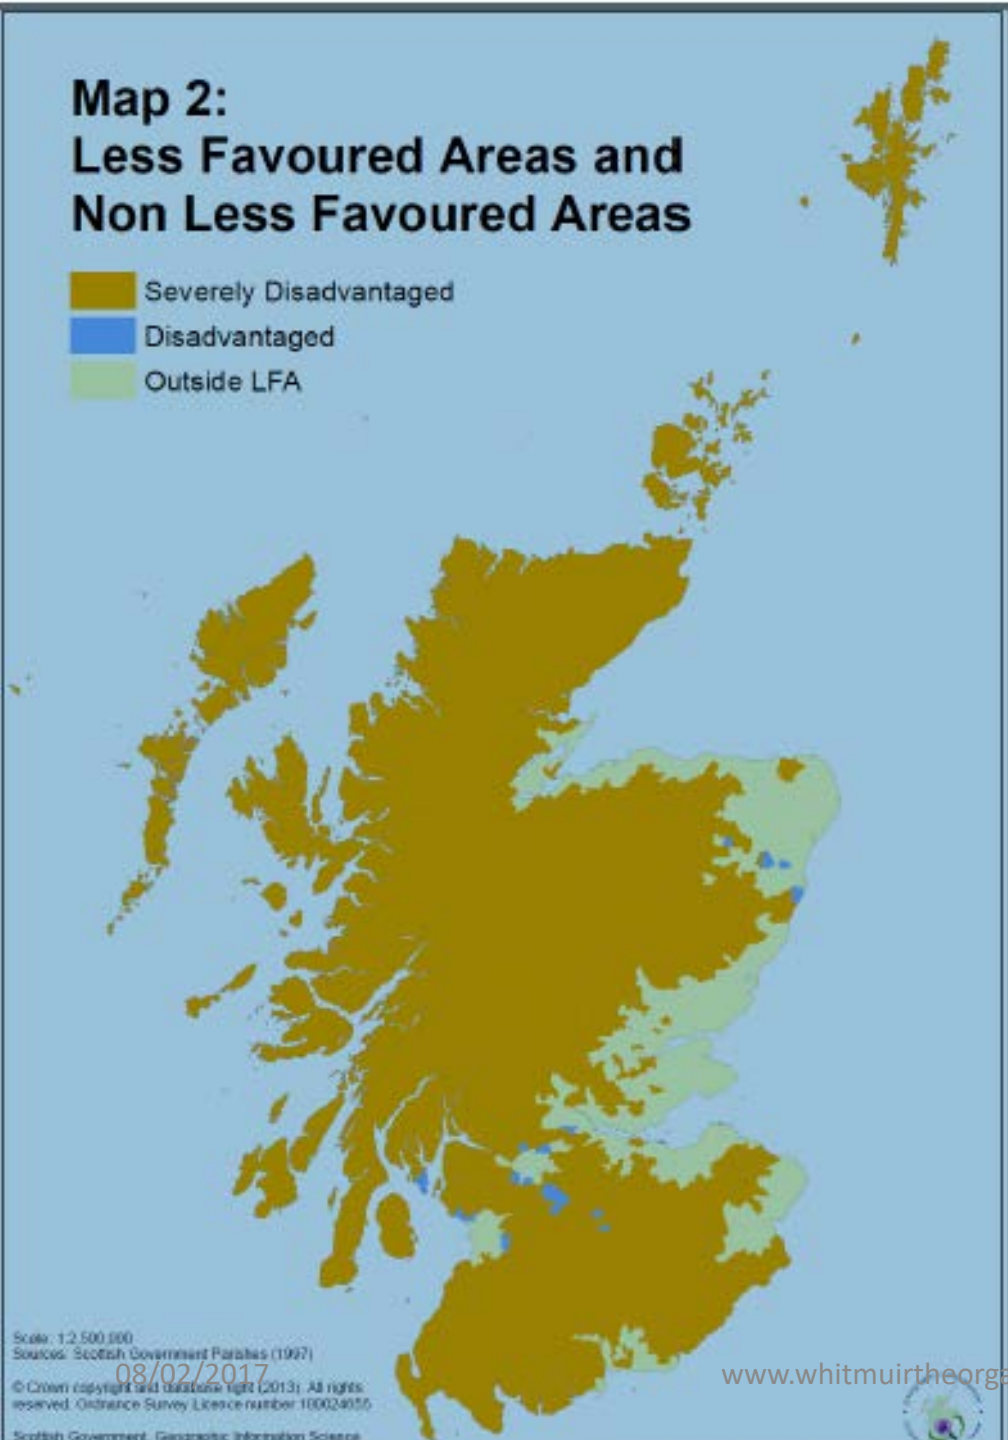 Map 2:
Less Favoured Areas and
Non Less Favoured Areas
Severely Disadvantaged
Disadvantaged
Outside LFA
Scale: 1:2,500,000
Sources: Scottish Government Parishes (1997)
08/02/2017
www.whitmuirtheorga
© Crown copyright and database right (2013). All rights
reserved. Ordnance Survey Licence number 100024655
Scottish Government, Geographic Information Science